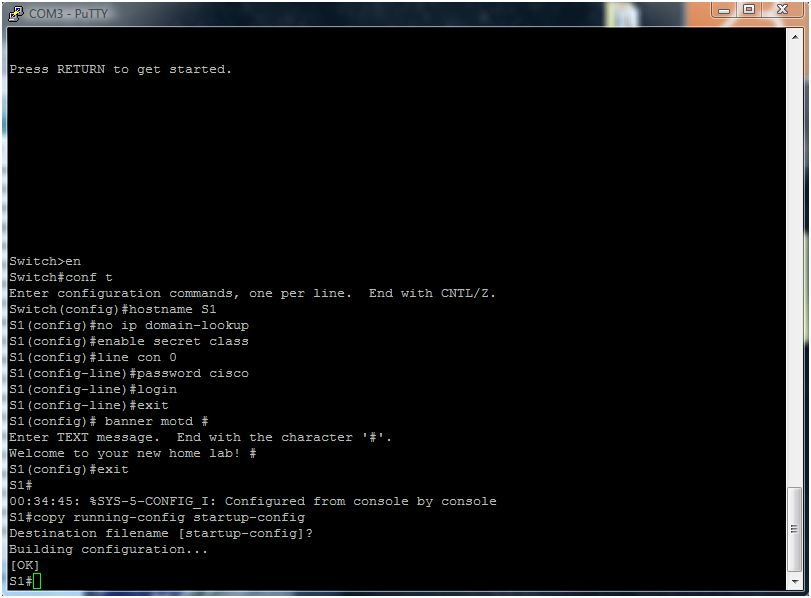 COM3 - PuTTY
Press RETURN to get started.
Switch>en
Switch#conf t
Enter configuration commands, one per line.  End with CNTL/Z.
Switch(config)#hostname S1
S1(config)#no ip domain-lookup
S1(config)#enable secret class
S1(config)#line con 0
S1(config-line)#password cisco
S1(config-line)#login
S1(config-line)#exit
S1(config)# banner motd #
Enter TEXT message.  End with the character '#'.
Welcome to your new home lab! #
S1(config)#exit
S1#
00:34:45: %SYS-5-CONFIG_I: Configured from console by console
S1#copy running-config startup-config
Destination filename [startup-config]?
Building configuration...
[OK]
S1#